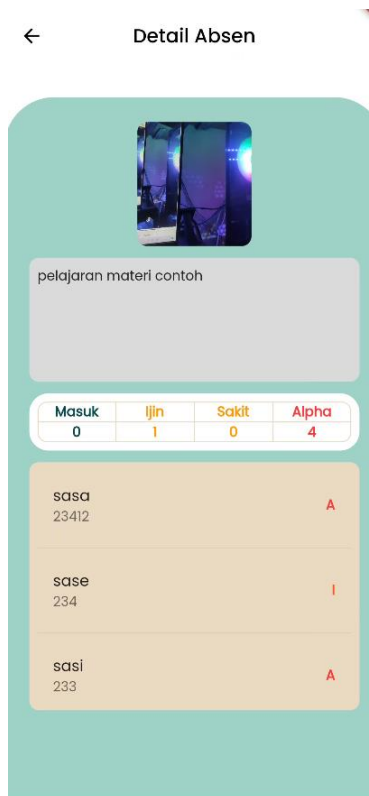 Detail Absen
pelajaran materi contoh
Masuk Ijin Sakit Alpha
0 1 0 4
sasa
23412 A
sase
234 I
sasi
233 A